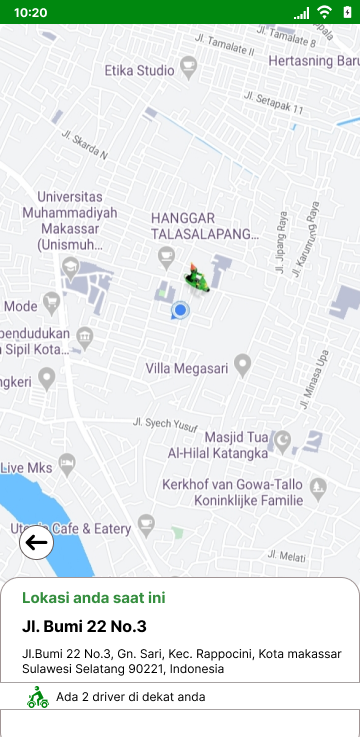 10:20
Jl. Tamalate 8
Jl. Tamalate II
Hertasning Baru
Etika Studio
Jl. Setapak 11
Jl. Skarda N
Universitas
Muhammadiyah
Makassar
(Unismuh...
HANGGAR
TALASALAPANG...
Jl. Jipang Raya
Jl. Karunrung Raya
Mode
pendudukan
n Sipil Kota...
ngkeri
Villa Megasari
Jl. Minasa Upa
Jl. Syech Yusuf
Masjid Tua
Al-Hilal Katangka
Live Mks
Kerkhof van Gowa-Tallo
Koninklijke Familie
Cafe & Eatery
Jl. Melati
Lokasi anda saat ini
Jl. Bumi 22 No.3
Jl.Bumi 22 No.3, Gn. Sari, Kec. Rappocini, Kota makassar
Sulawesi Selatang 90221, Indonesia
Ada 2 driver di dekat anda